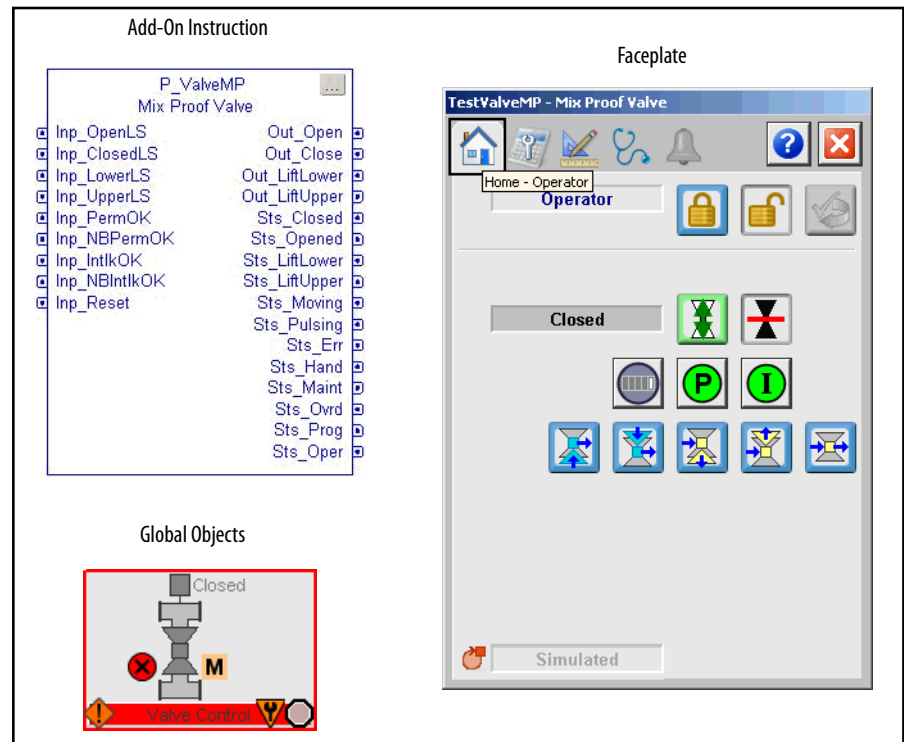 Add-On Instruction
P_ValveMP
...
Mix Proof Valve
Inp_OpenLS
Out_Open
Inp_ClosedLS
Out_Close
Inp_LowerLS
Out_LiftLower
Inp_UpperLS
Out_LiftUpper
Inp_PermOK
Sts_Closed
Inp_NBPermOK
Sts_Opened
Inp_IntlkOK
Sts_LiftLower
Inp_NBIntlkOK
Sts_LiftUpper
Inp_Reset
Sts_Moving
Sts_Pulsing
Sts_Err
Sts_Hand
Sts_Maint
Sts_Ovrd
Sts_Prog
Sts_Oper
Global Objects
Closed
M
Valve Control
Faceplate
TestValveMP - Mix Proof Valve
?
Home - Operator
Operator
Closed
P
I
Simulated